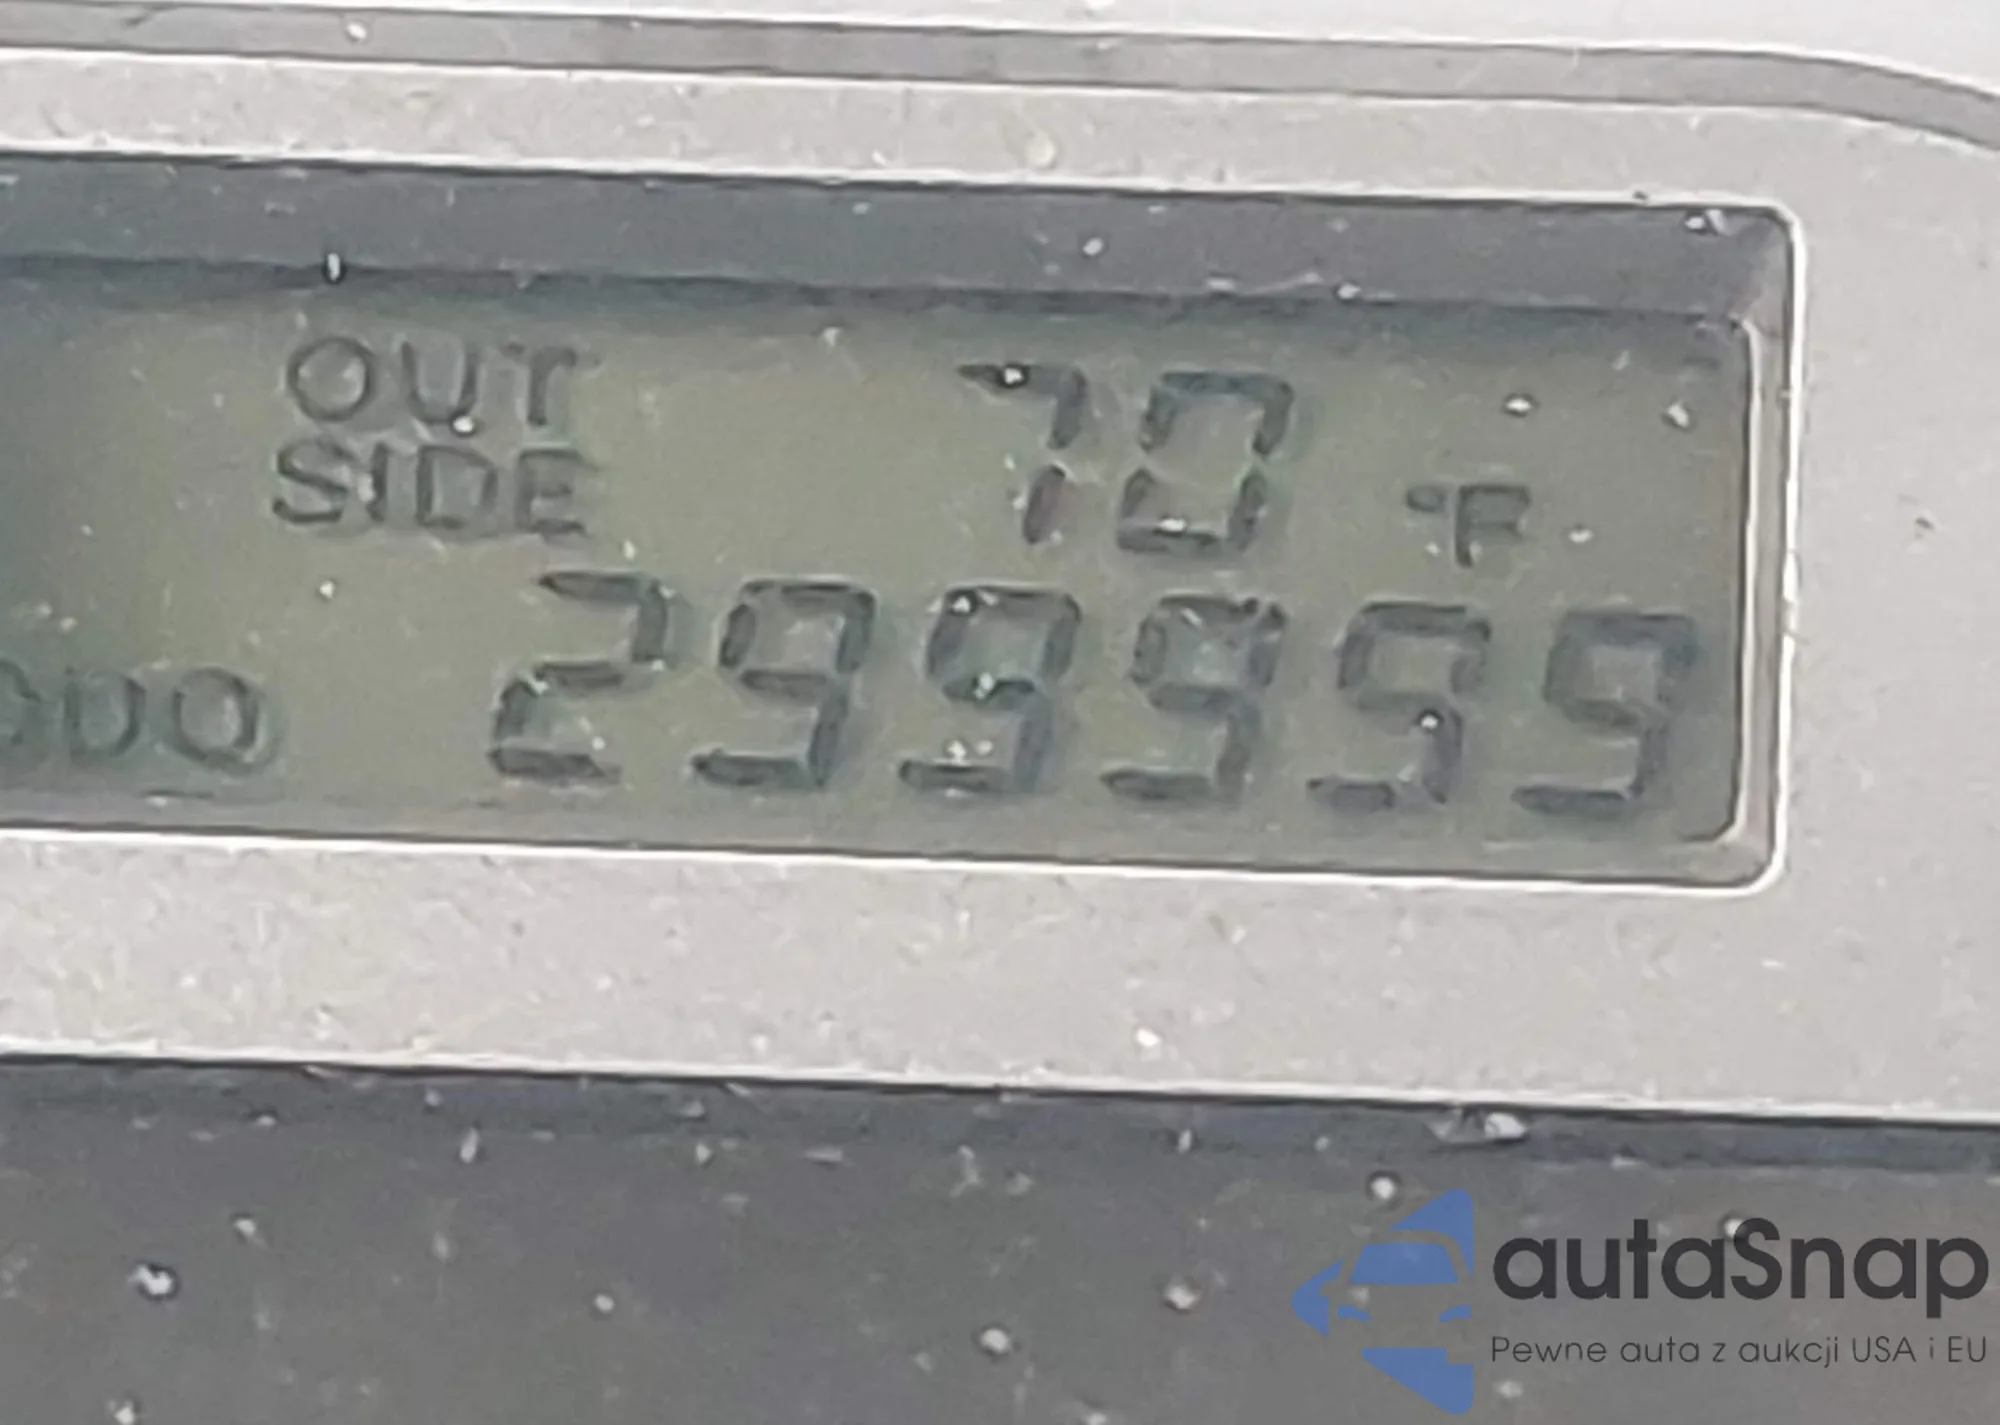 OUT
SIDE 70 °F
ODO 299999
autaSnap
Pewne auta z aukcji USA i EU